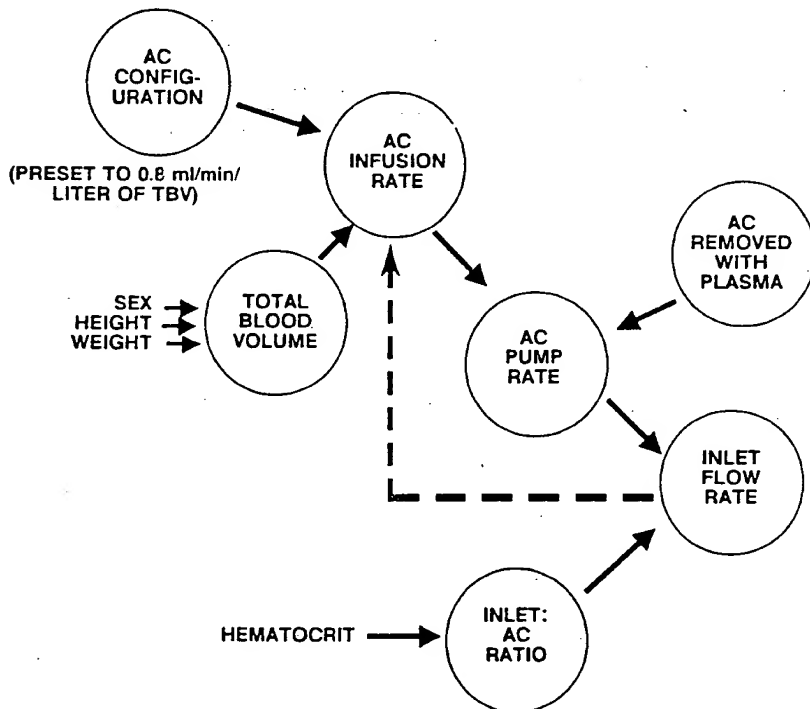 AC
CONFIG-
URATION
(PRESET TO 0.8 ml/min/
LITER OF TBV)
AC
INFUSION
RATE
AC
REMOVED
WITH
PLASMA
SEX
HEIGHT
WEIGHT
TOTAL
BLOOD
VOLUME
AC
PUMP
RATE
INLET
FLOW
RATE
HEMATOCRIT
INLET:
AC
RATIO